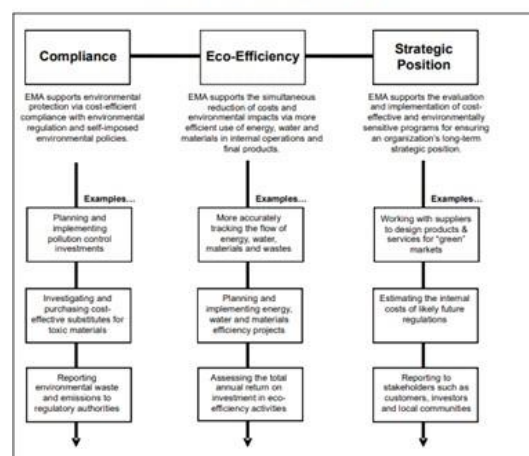 Compliance
Eco-Efficiency
Strategic
Position
EMA supports environmental
protection via cost-efficient
compliance with environmental
regulation and self-imposed
environmental policies.
EMA supports the simultaneous
reduction of costs and
environmental impacts via more
efficient use of energy, water and
materials in internal operations and
final products.
EMA supports the evaluation
and implementation of cost-
effective and environmentally
sensitive programs for ensuring
an organization's long-term
strategic position.
Examples...
Examples...
Examples...
Planning and
implementing
pollution control
investments
More accurately
tracking the flow of
energy, water,
materials and wastes
Working with suppliers
to design products &
services for "green"
markets
Investigating and
purchasing cost-
effective substitutes for
toxic materials
Planning and
implementing energy,
water and materials
efficiency projects
Estimating the internal
costs of likely future
regulations
Reporting
environmental waste
and emissions to
regulatory authorities
Assessing the total
annual return on
investment in eco-
efficiency activities
Reporting to
stakeholders such as
customers, investors
and local communities